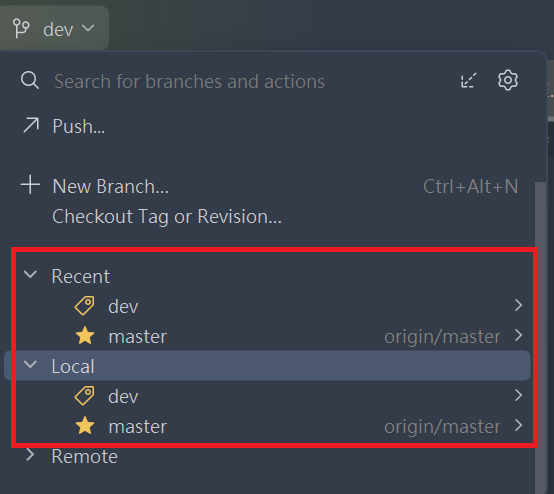 dev
Search for branches and actions
Push...
New Branch... Ctrl+Alt+N
Checkout Tag or Revision...
Recent
dev
master origin/master
Local
dev
master origin/master
Remote